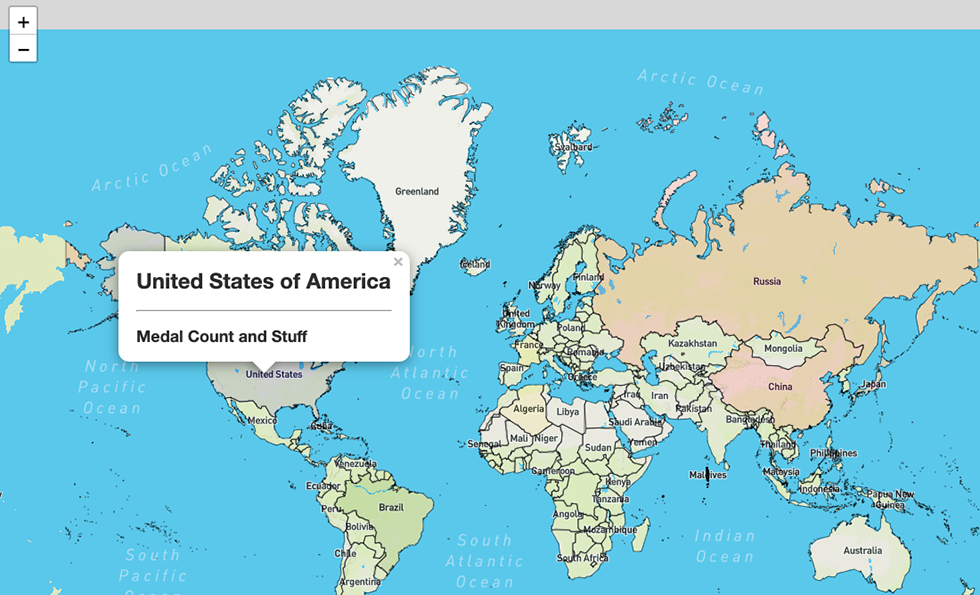 +
−
Arctic Ocean
Arctic Ocean
Svalbard
Greenland
Iceland
×
United States of America
Medal Count and Stuff
Russia
Finland
Norway
United
Kingdom
Poland
France
Romania
Spain
Greece
Kazakhstan
Mongolia
Uzbekistan
China
Japan
North
Pacific
Ocean
North
Atlantic
Ocean
United States
Mexico
Cuba
Algeria
Libya
Iraq
Iran
Pakistan
Bangladesh
Saudi Arabia
Senegal
Mali
Niger
Sudan
Yemen
Thailand
Philippines
Venezuela
Cameroon
Maldives
Malaysia
Ecuador
Kenya
Indonesia
Papua New
Guinea
Peru
Brazil
Tanzania
Angola
Bolivia
Mozambique
Chile
South Africa
Argentina
Australia
South
Pacific
Ocean
South
Atlantic
Ocean
Indian
Ocean